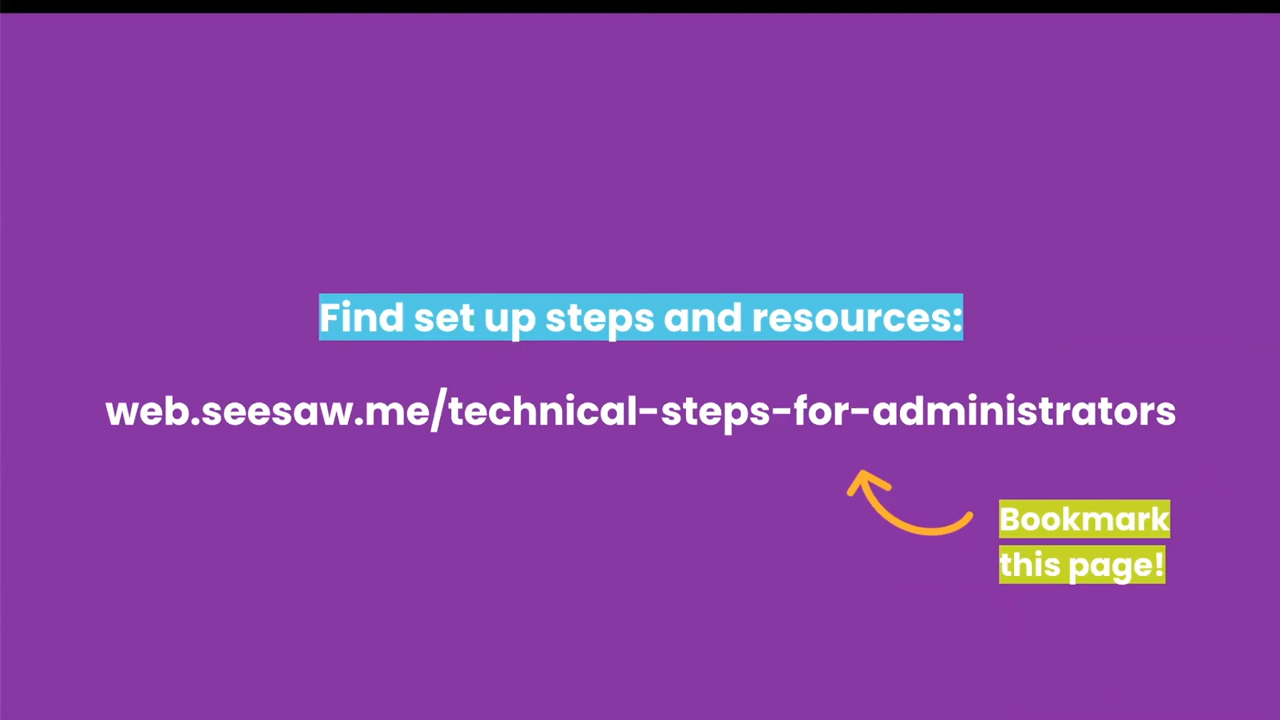 Find set up steps and resources:
web.seesaw.me/technical-steps-for-administrators
Bookmark
this page!